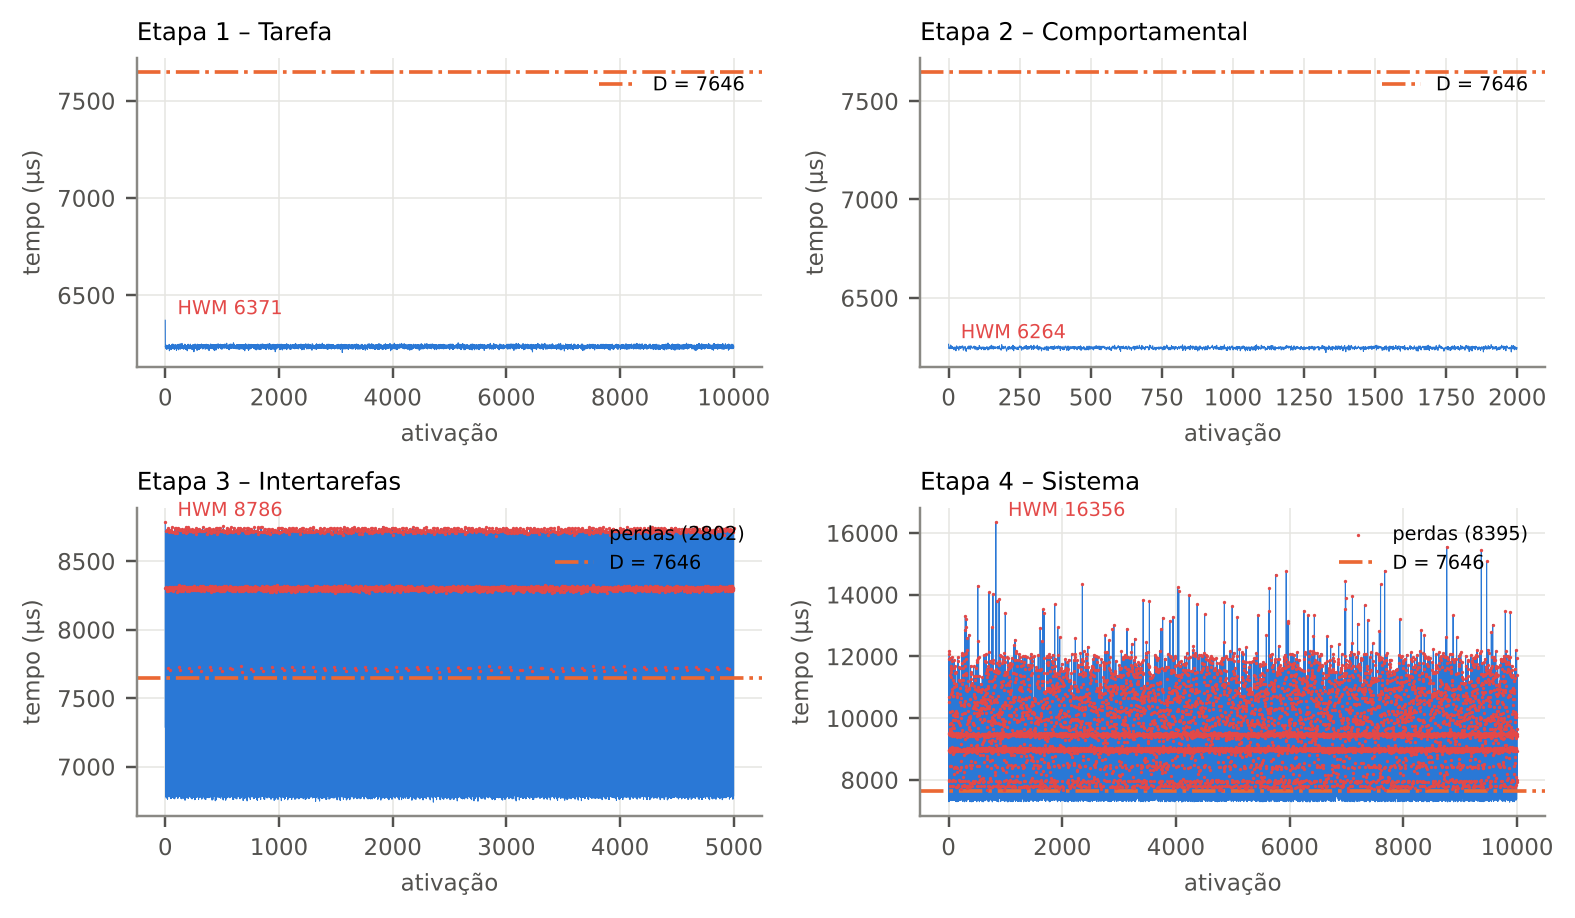 Etapa 1 – Tarefa
D = 7646
7500
7000
6500
tempo (µs)
HWM 6371
0 2000 4000 6000 8000 10000
ativação
Etapa 2 – Comportamental
D = 7646
7500
7000
6500
tempo (µs)
HWM 6264
0 250 500 750 1000 1250 1500 1750 2000
ativação
Etapa 3 – Intertarefas
HWM 8786
perdas (2802)
D = 7646
8500
8000
7500
7000
tempo (µs)
0 1000 2000 3000 4000 5000
ativação
Etapa 4 – Sistema
HWM 16356
perdas (8395)
D = 7646
16000
14000
12000
10000
8000
tempo (µs)
0 2000 4000 6000 8000 10000
ativação